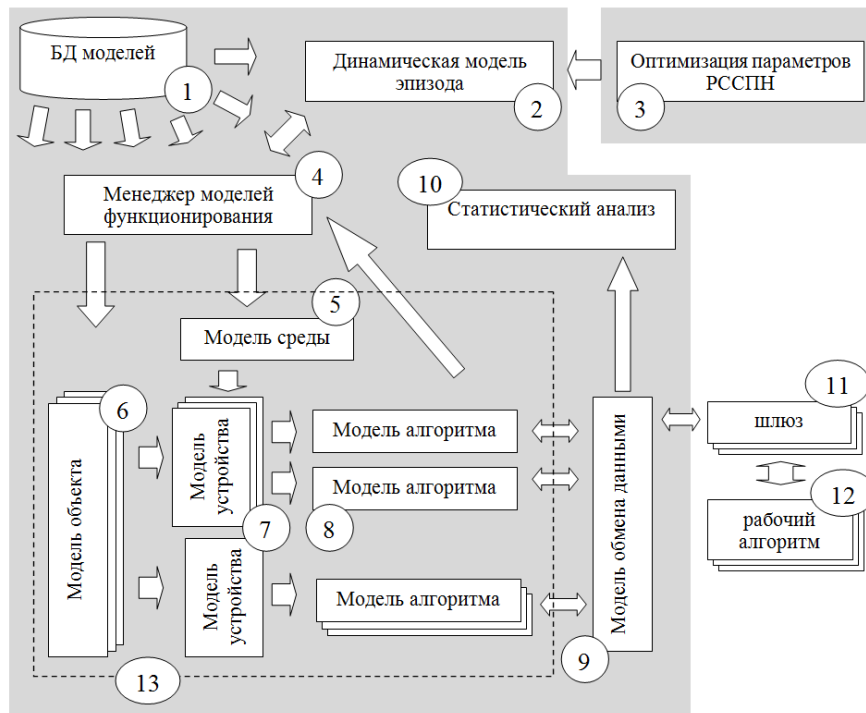 БД моделей
1
Динамическая модель
эпизода
2
Оптимизация параметров
РССПН
3
Менеджер моделей
функционирования
4
10
Статистический анализ
5
Модель среды
6
Модель объекта
Модель
устройства
7
Модель
устройства
Модель алгоритма
Модель алгоритма
8
Модель алгоритма
Модель обмена данными
9
11
шлюз
12
рабочий
алгоритм
13